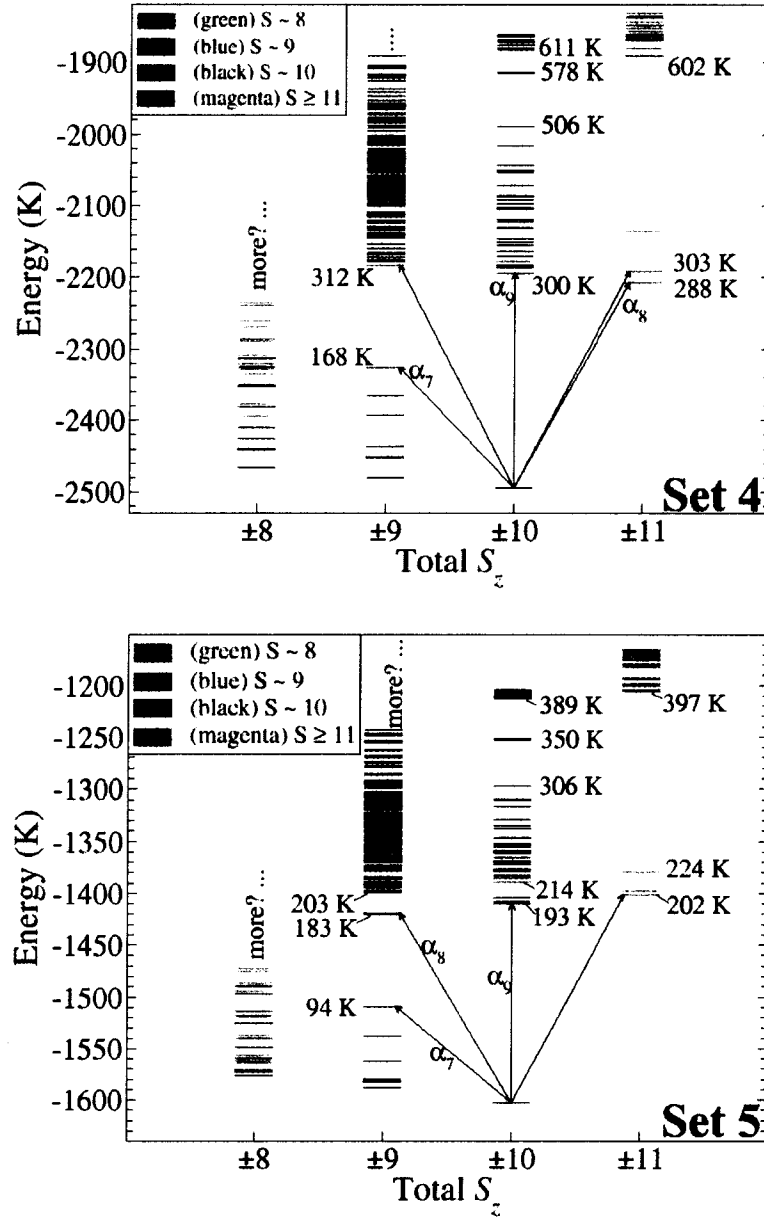 (green) S ~ 8
(blue) S ~ 9
(black) S ~ 10
(magenta) S ≥ 11
Energy (K)
-1900
-2000
-2100
-2200
-2300
-2400
-2500
more? ...
312 K
168 K
α7
611 K
578 K
506 K
α9
300 K
602 K
303 K
288 K
α8
Set 4
±8
±9
±10
±11
Total Sz
(green) S ~ 8
(blue) S ~ 9
(black) S ~ 10
(magenta) S ≥ 11
Energy (K)
-1200
-1250
-1300
-1350
-1400
-1450
-1500
-1550
-1600
more? ...
more? ...
203 K
183 K
94 K
α8
α7
α9
389 K
350 K
306 K
214 K
193 K
397 K
224 K
202 K
Set 5
±8
±9
±10
±11
Total Sz